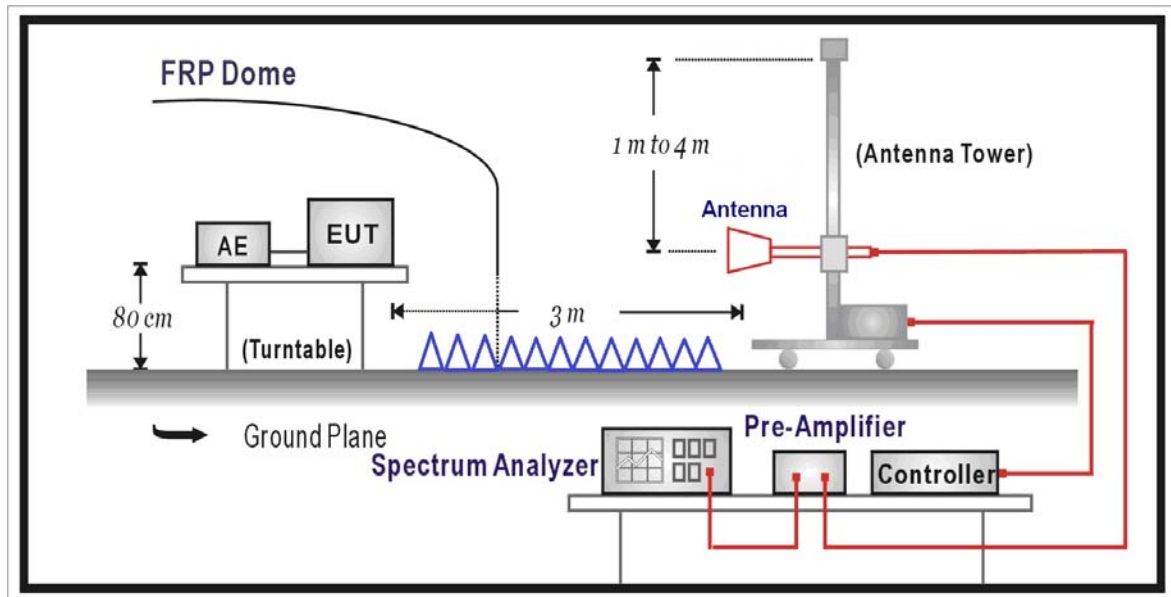 FRP Dome
1 m to 4 m
(Antenna Tower)
Antenna
AE
EUT
80 cm
3 m
(Turntable)
Ground Plane
Pre-Amplifier
Spectrum Analyzer
Controller